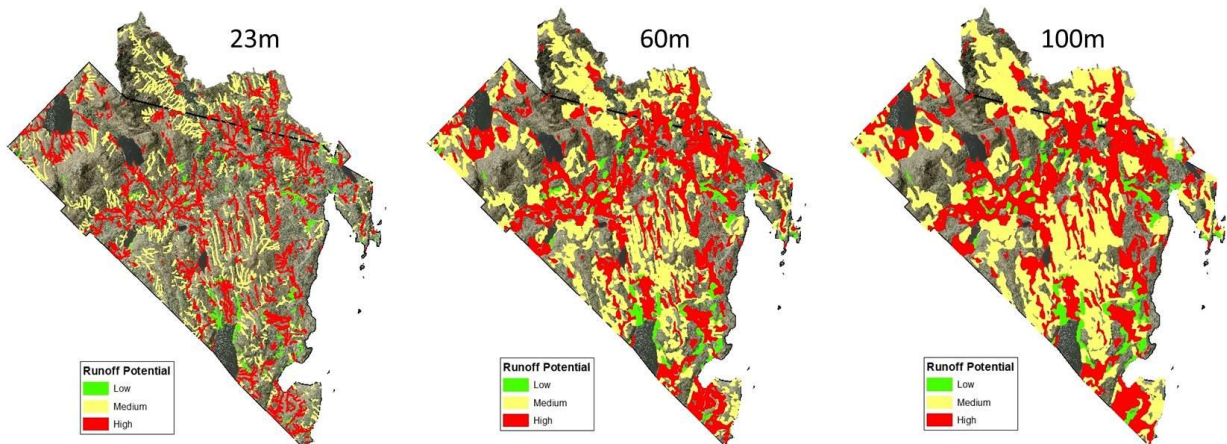 23m
60m
100m
Runoff Potential
Low
Medium
High
Runoff Potential
Low
Medium
High
Runoff Potential
Low
Medium
High